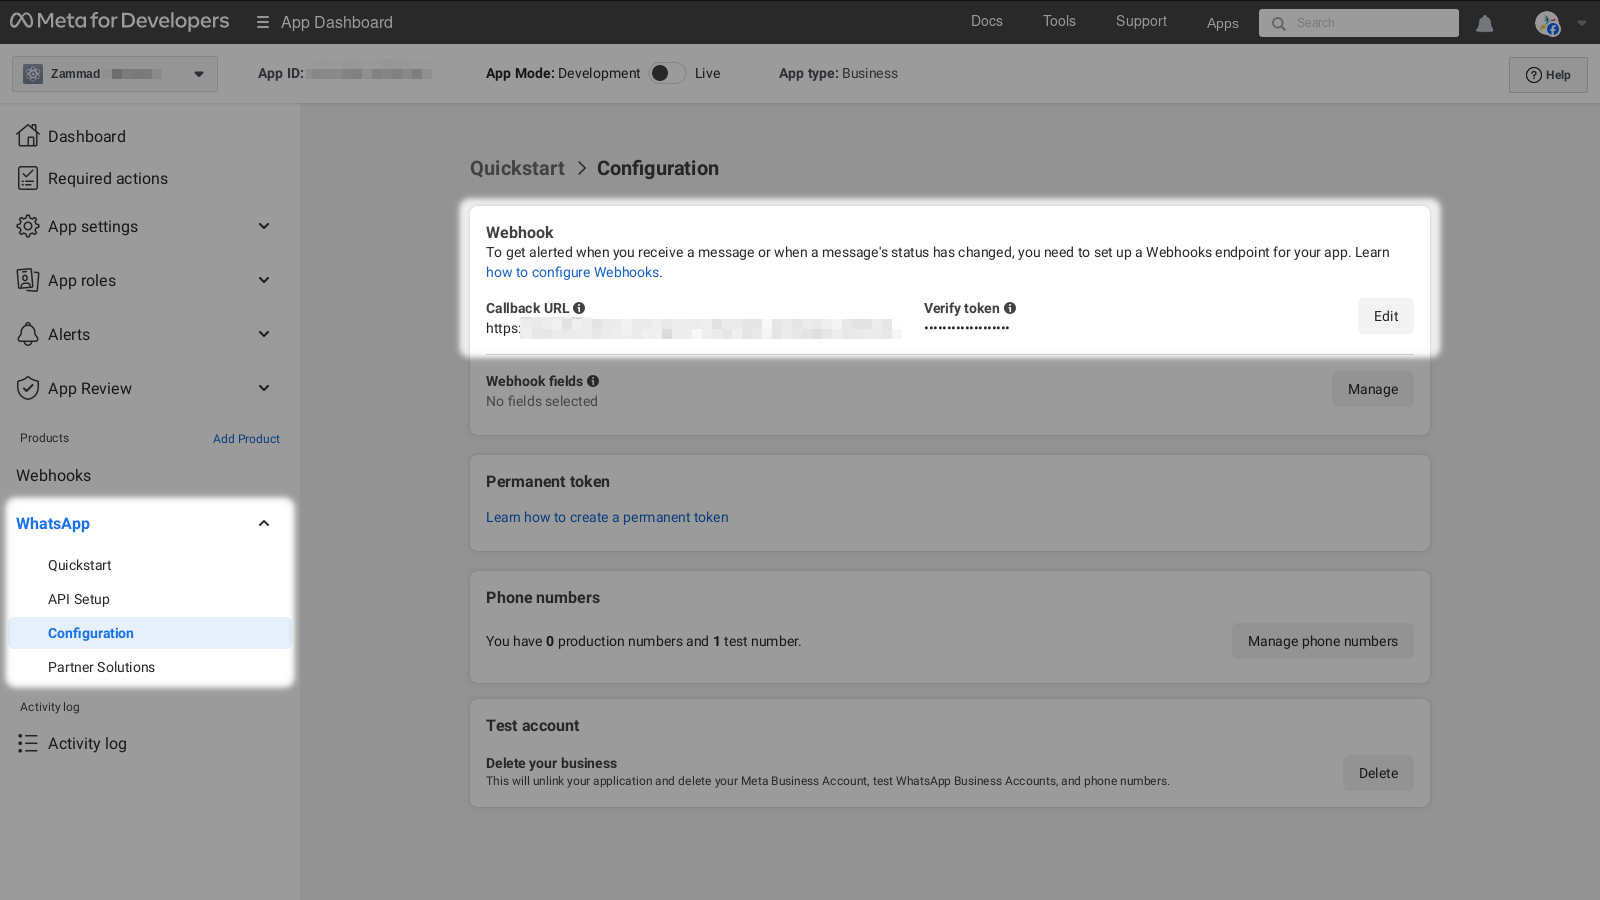 Meta for Developers
App Dashboard
Docs
Tools
Support
Apps
Search
Zammad
App ID:
App Mode: Development
Live
App type: Business
Help
Dashboard
Required actions
App settings
App roles
Alerts
App Review
Products
Add Product
Webhooks
WhatsApp
Quickstart
API Setup
Configuration
Partner Solutions
Activity log
Activity log
Quickstart
Configuration
Webhook
To get alerted when you receive a message or when a message's status has changed, you need to set up a Webhooks endpoint for your app. Learn
how to configure Webhooks.
Callback URL
https:
Verify token
••••••••••••••••••
Edit
Webhook fields
No fields selected
Manage
Permanent token
Learn how to create a permanent token
Phone numbers
You have 0 production numbers and 1 test number.
Manage phone numbers
Test account
Delete your business
This will unlink your application and delete your Meta Business Account, test WhatsApp Business Accounts, and phone numbers.
Delete